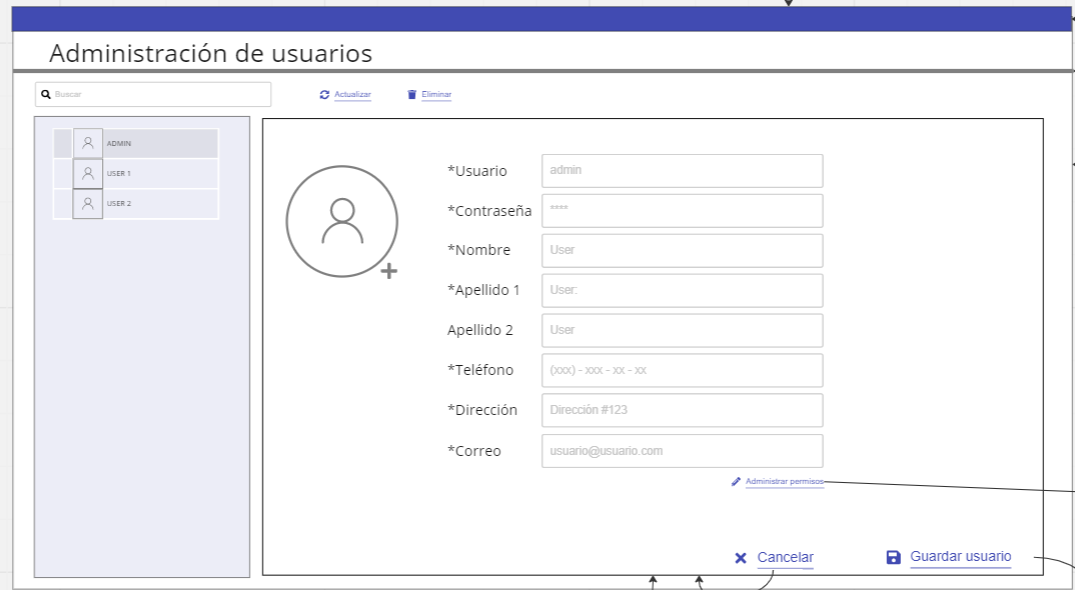 Administración de usuarios
Buscar
Actualizar
Eliminar
ADMIN
USER 1
USER 2
*Usuario admin
*Contraseña ****
*Nombre User
*Apellido 1 User:
Apellido 2 User
*Teléfono (xxx) - xxx - xx - xx
*Dirección Dirección #123
*Correo usuario@usuario.com
Administrar permisos
Cancelar
Guardar usuario